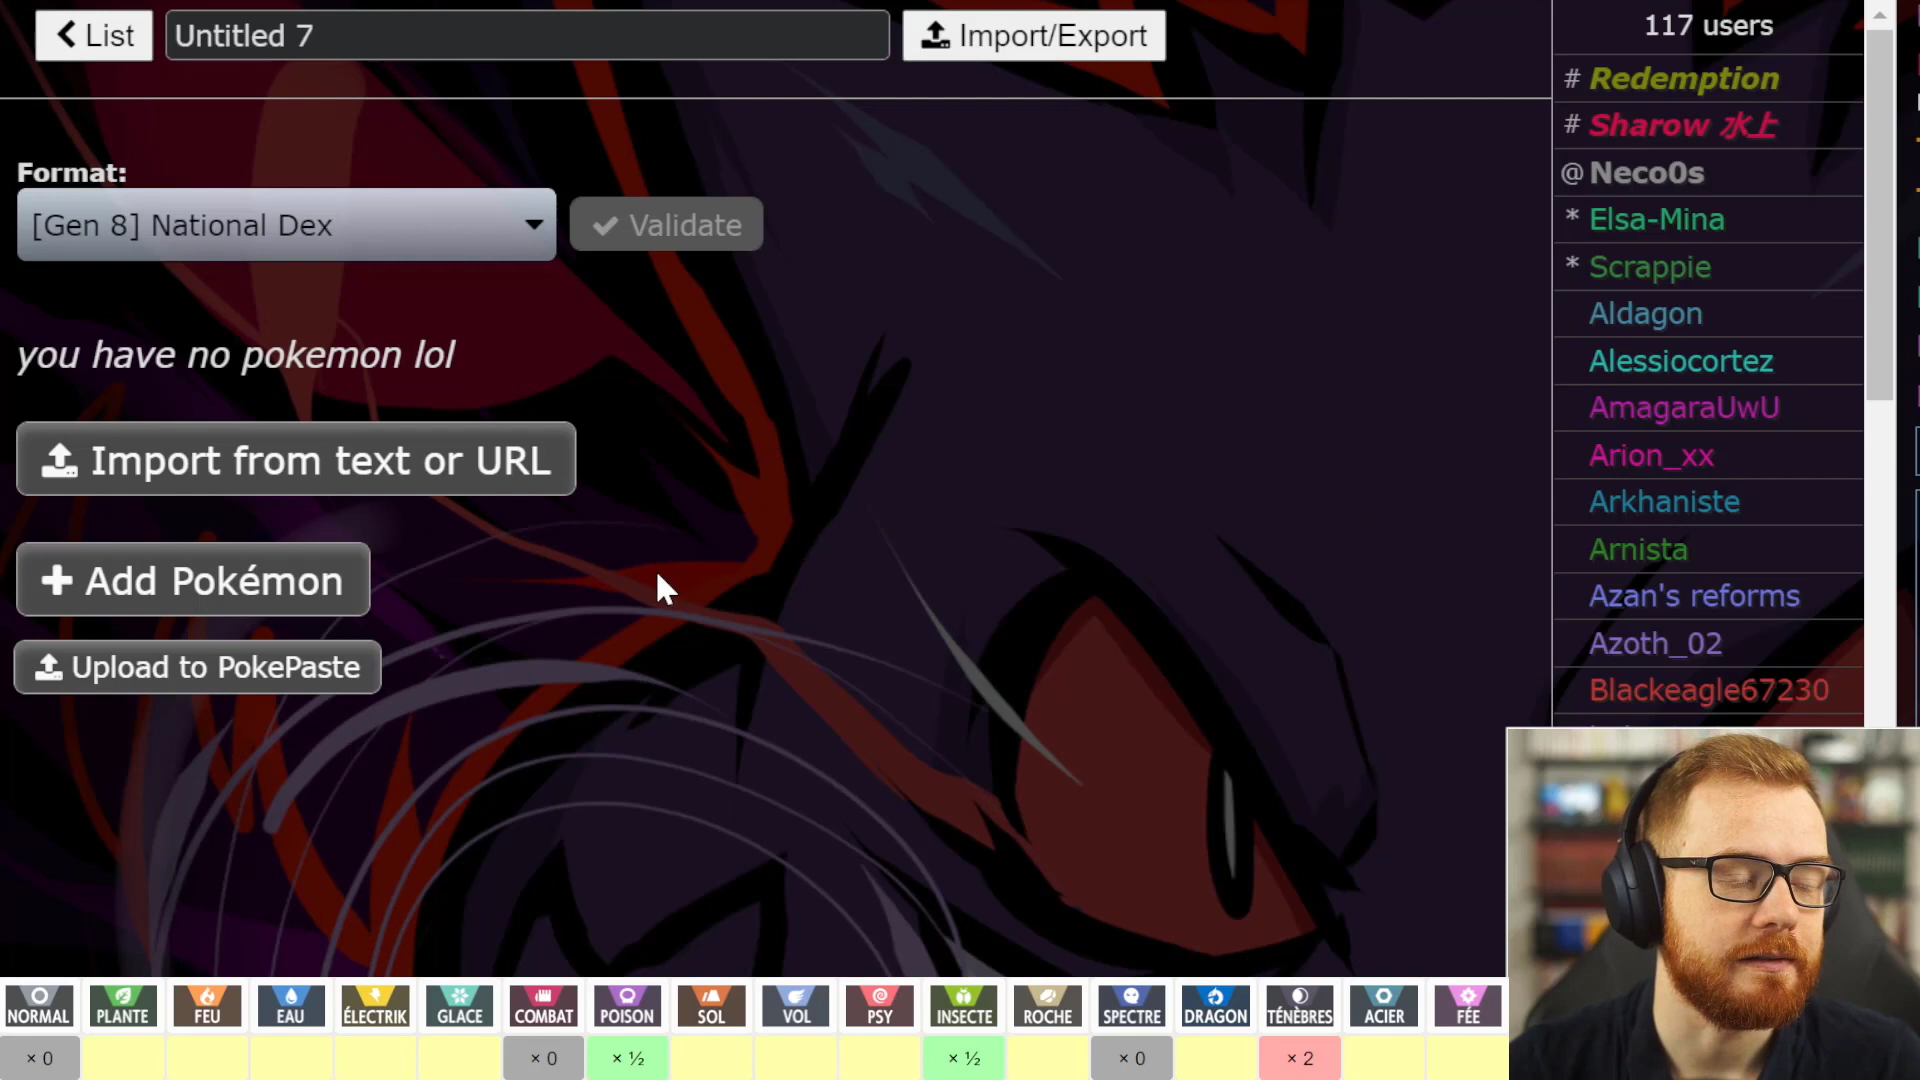 List
Untitled 7
Import/Export
Format:
[Gen 8] National Dex
Validate
you have no pokemon lol
Import from text or URL
Add Pokémon
Upload to PokePaste
117 users
# Redemption
# Sharow 水上
@ Neco0s
* Elsa-Mina
* Scrappie
Aldagon
Alessiocortez
AmagaraUwU
Arion_xx
Arkhaniste
Arnista
Azan's reforms
Azoth_02
Blackeagle67230
NORMAL PLANTE FEU EAU ÉLECTRIK GLACE COMBAT POISON SOL VOL PSY INSECTE ROCHE SPECTRE DRAGON TÉNÈBRES ACIER FÉE
× 0 × 0 × ½ × ½ × 0 × 2